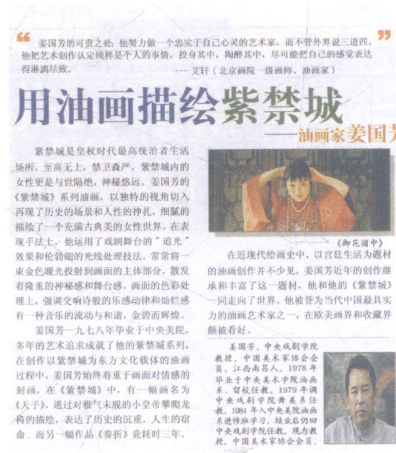 “ 姜国芳的可贵之处:他努力做一个忠实于自己心灵的艺术家,而不管外界说三道四。 ”
他把艺术创作认定纯粹是个人的事情,投身其中,陶醉其中,尽可能把自己的感觉表达
得淋漓尽致。 ——艾轩(北京画院一级画师、油画家)
用油画描绘紫禁城
——油画家姜国芳
紫禁城是皇权时代最高统治者生活
场所,至高无上,禁卫森严。紫禁城内的
女性更是与世隔绝,神秘悠远。姜国芳的
《紫禁城》系列油画,以独特的视角切入
再现了历史的场景和人性的挣扎,细腻的
描绘了一个充满古典美的女性世界。在表
现手法上,他运用了戏剧舞台的“追光”
效果和伦勃朗的光线处理技法,常常将一
束金色暖光投射到画面的主体部分,散发
着隆重的神秘感和舞台感,画面的色彩处
理上,强调交响诗般的乐感动律和灿烂感
有一种音乐的流动与和谐,金碧而辉煌。
姜国芳一九七八年毕业于中央美院,
多年的艺术追求成就了他的紫禁城系列,
在创作以紫禁城为东方文化载体的油画
过程中,姜国芳始终着重于画面对情感的
刻画,在《紫禁城》中,有一幅画名为
《天子》,通过对稚气未脱的小皇帝攀爬龙
椅的描绘,表达了历史的沉重,人生的宿
命,而另一幅作品《奏折》竟耗时三年。
《御花园中》
在近现代绘画史中,以宫廷生活为题材
的油画创作并不少见,姜国芳近年的创作继
承和丰富了这一题材,他和他的《紫禁城》
一同走向了世界。他被誉为当代中国最具实
力的油画艺术家之一,在欧美画界和收藏界
颇被看好。
姜国芳,中央戏剧学院
教授、中国美术家协会会
员,江西南昌人。1978年
毕业于中央美术学院油画
系,留校任教。1979年调
中央戏剧学院舞美系任
教。1984年入中央美院油画
系进修班学习,结业后仍回
中央戏剧学院任教。现为教
授,中国美术家协会会员,